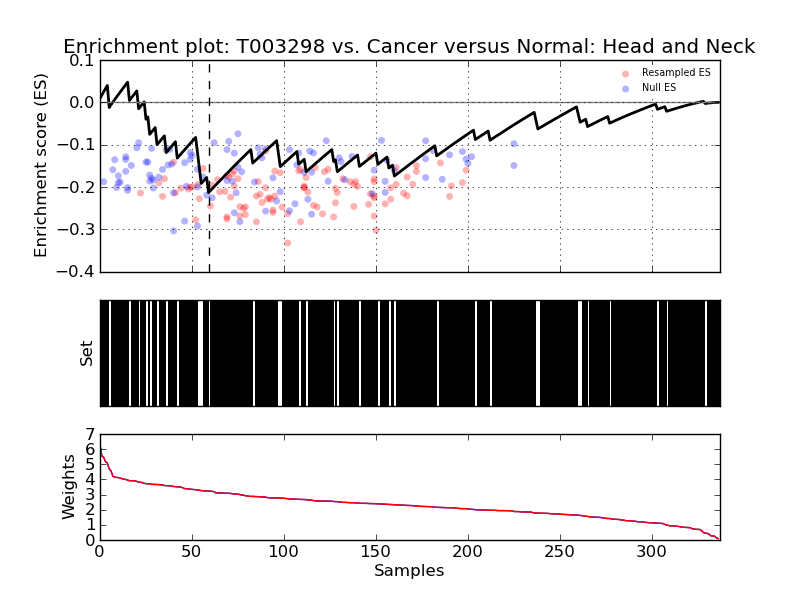 Enrichment plot: T003298 vs. Cancer versus Normal: Head and Neck
0.1
0.0
−0.1
−0.2
−0.3
−0.4
Enrichment score (ES)
Resampled ES
Null ES
Set
7
6
5
4
3
2
1
0
Weights
0 50 100 150 200 250 300
Samples